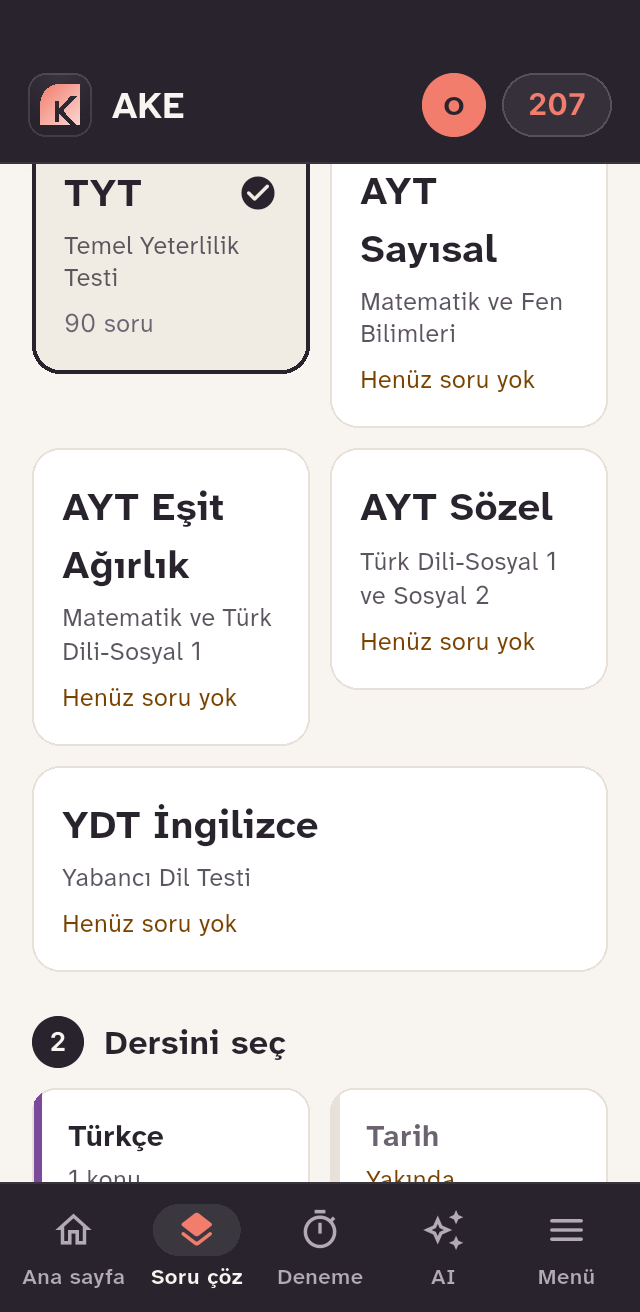 K AKE O 207
TYT
Temel Yeterlilik
Testi
90 soru
AYT
Sayısal
Matematik ve Fen
Bilimleri
Henüz soru yok
AYT Eşit
Ağırlık
Matematik ve Türk
Dili-Sosyal 1
Henüz soru yok
AYT Sözel
Türk Dili-Sosyal 1
ve Sosyal 2
Henüz soru yok
YDT İngilizce
Yabancı Dil Testi
Henüz soru yok
2 Dersini seç
Türkçe
1 konu
Tarih
Yakında
Ana sayfa Soru çöz Deneme AI Menü